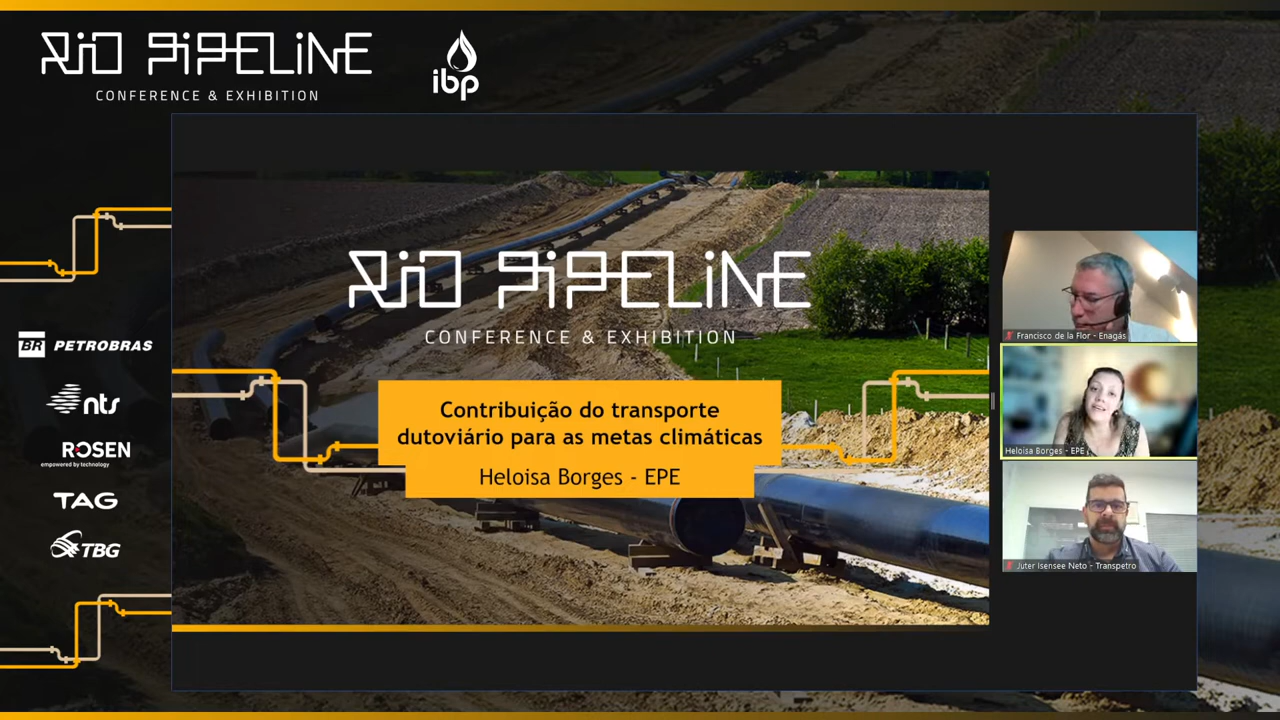 RiO PiPELiNE
CONFERENCE & EXHIBITION
ibp
RiO PiPELiNE
CONFERENCE & EXHIBITION
Contribuição do transporte
dutoviário para as metas climáticas
Heloisa Borges - EPE
Francisco de la Flor - Enagás
Heloisa Borges - EPE
Juter Isensee Neto - Transpetro
BR PETROBRAS
nts
ROSEN
empowered by technology
TAG
TBG